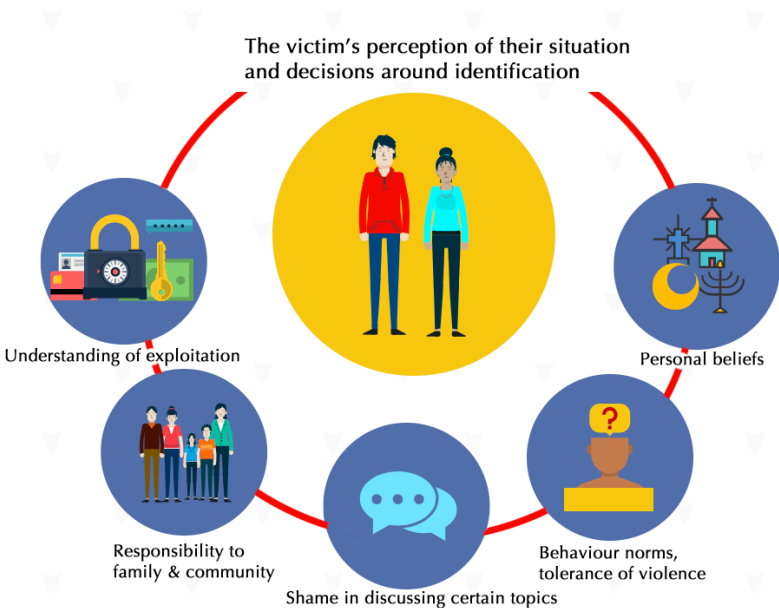 The victim's perception of their situation
and decisions around identification
Understanding of exploitation
Personal beliefs
?
Responsibility to
family & community
Behaviour norms,
tolerance of violence
Shame in discussing certain topics